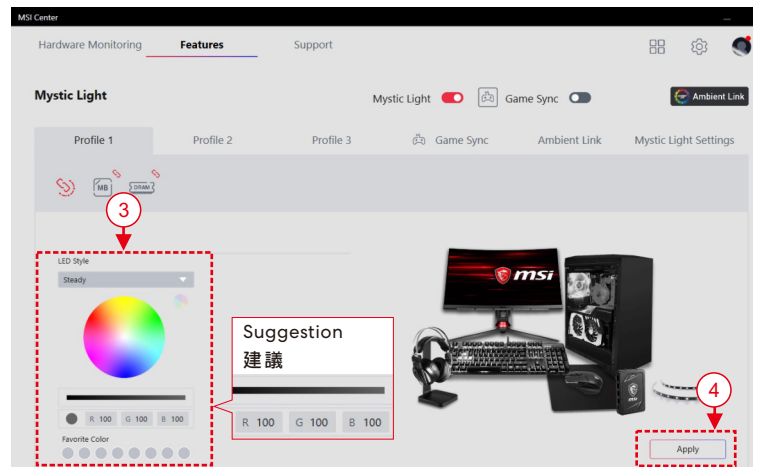 MSI Center
Hardware Monitoring Features Support
Mystic Light Mystic Light Game Sync Ambient Link
Profile 1 Profile 2 Profile 3 Game Sync Ambient Link Mystic Light Settings
MB DRAM
3
LED Style
Steady
msi
Suggestion
建議
R 100 G 100 B 100
R 100 G 100 B 100
Favorite Color
msi
4
Apply